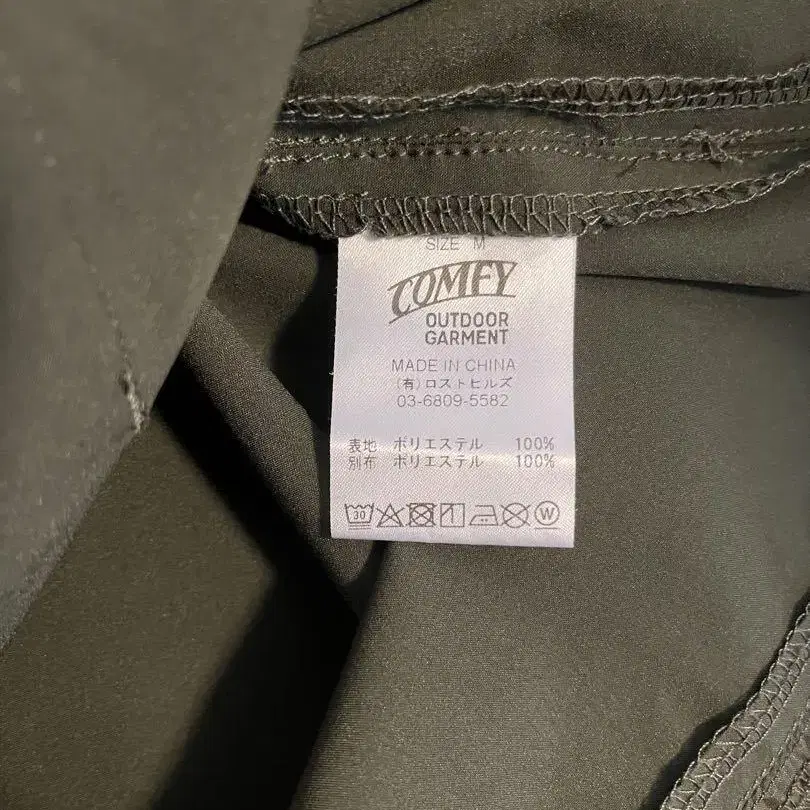 SIZE M
COMFY
OUTDOOR
GARMENT
MADE IN CHINA
(有)ロストヒルズ
03-6809-5582
表地 ポリエステル 100%
別布 ポリエステル 100%
30 W